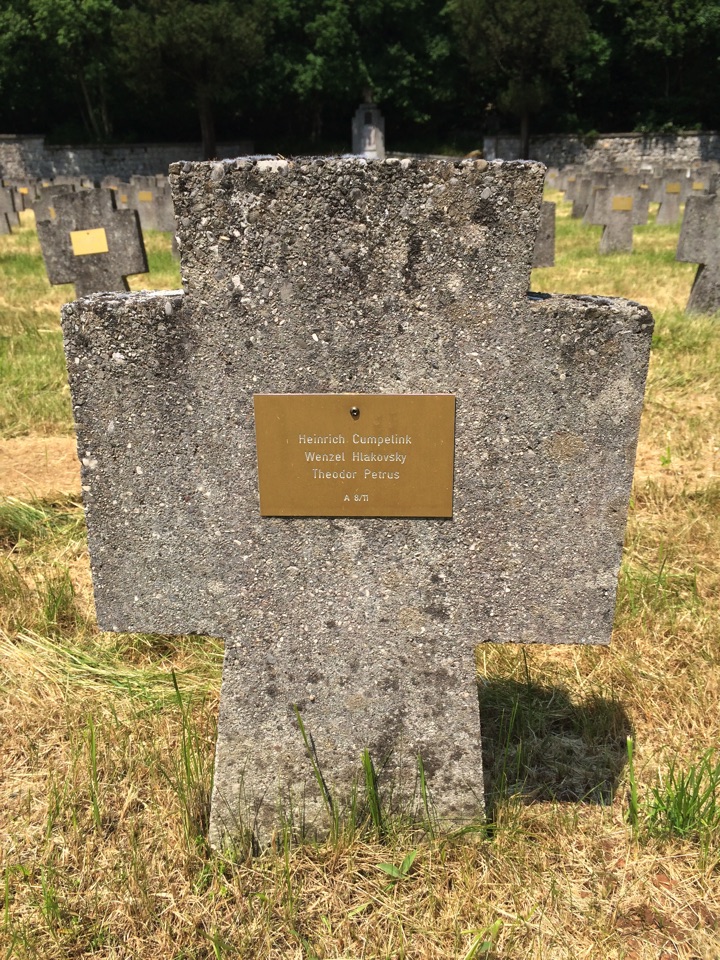 Heinrich Cumpelink
Wenzel Hlakovsky
Theodor Petrus
A 8/11